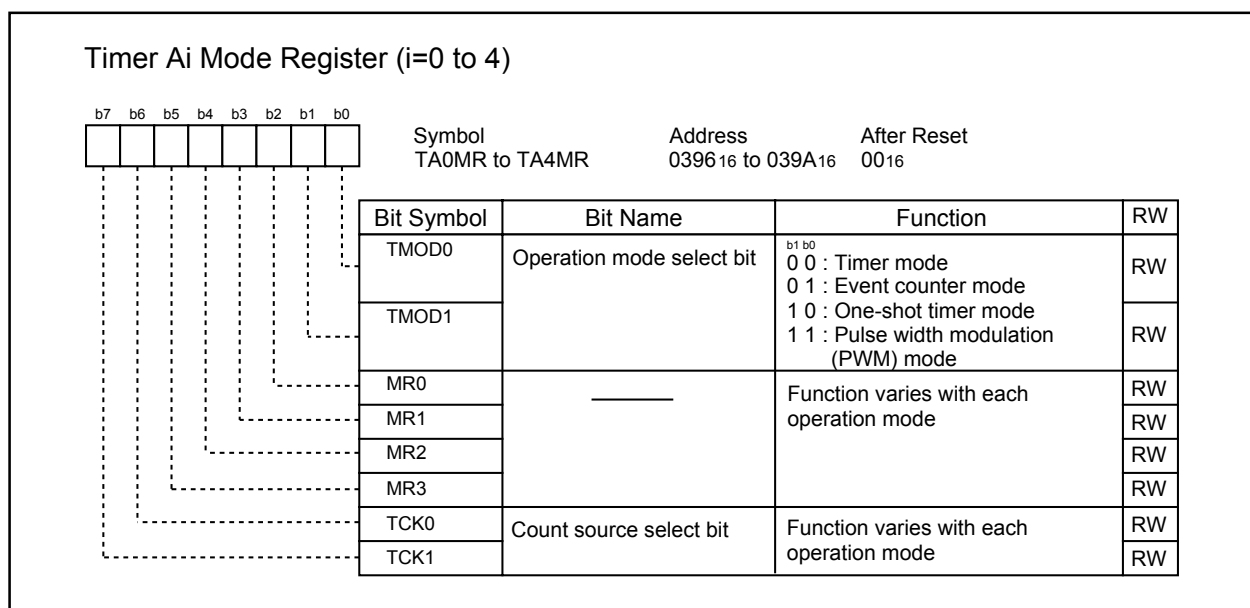 Timer Ai Mode Register (i=0 to 4)
b7 b6 b5 b4 b3 b2 b1 b0
Symbol Address After Reset
TA0MR to TA4MR 039616 to 039A16 0016
Bit Symbol Bit Name Function RW
TMOD0 Operation mode select bit b1 b0
0 0 : Timer mode RW
0 1 : Event counter mode
TMOD1 1 0 : One-shot timer mode
1 1 : Pulse width modulation RW
(PWM) mode
MR0 Function varies with each RW
MR1 operation mode RW
MR2 RW
MR3 RW
TCK0 Count source select bit Function varies with each RW
TCK1 operation mode RW